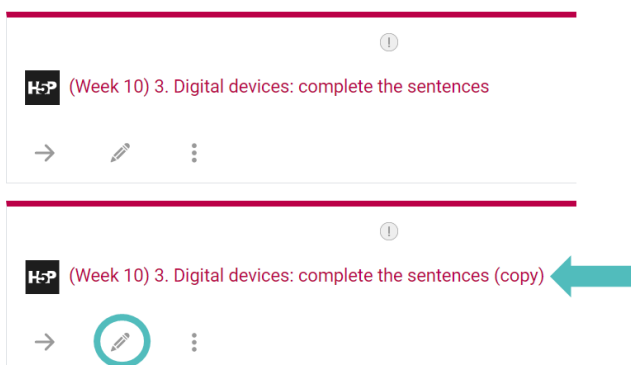 H5P (Week 10) 3. Digital devices: complete the sentences
H5P (Week 10) 3. Digital devices: complete the sentences (copy)